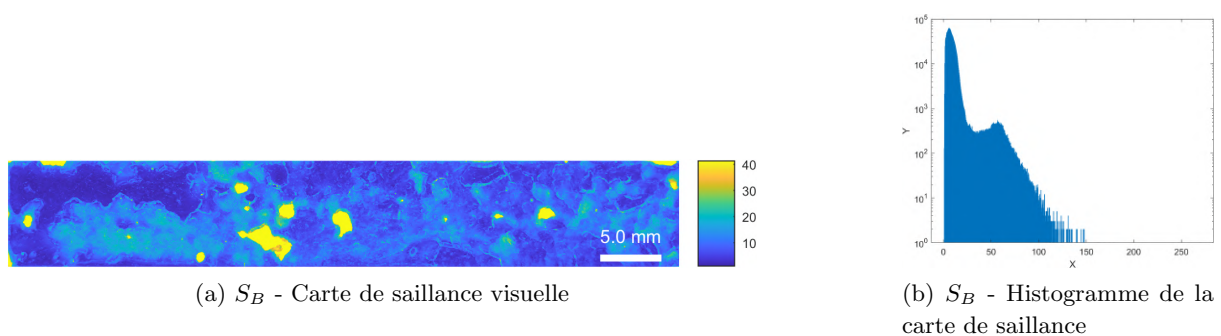 40
30
20
10
5.0 mm
(a) S_B - Carte de saillance visuelle
10^5
10^4
10^3
10^2
10^1
10^0
Y
0 50 100 150 200 250
X
(b) S_B - Histogramme de la
carte de saillance